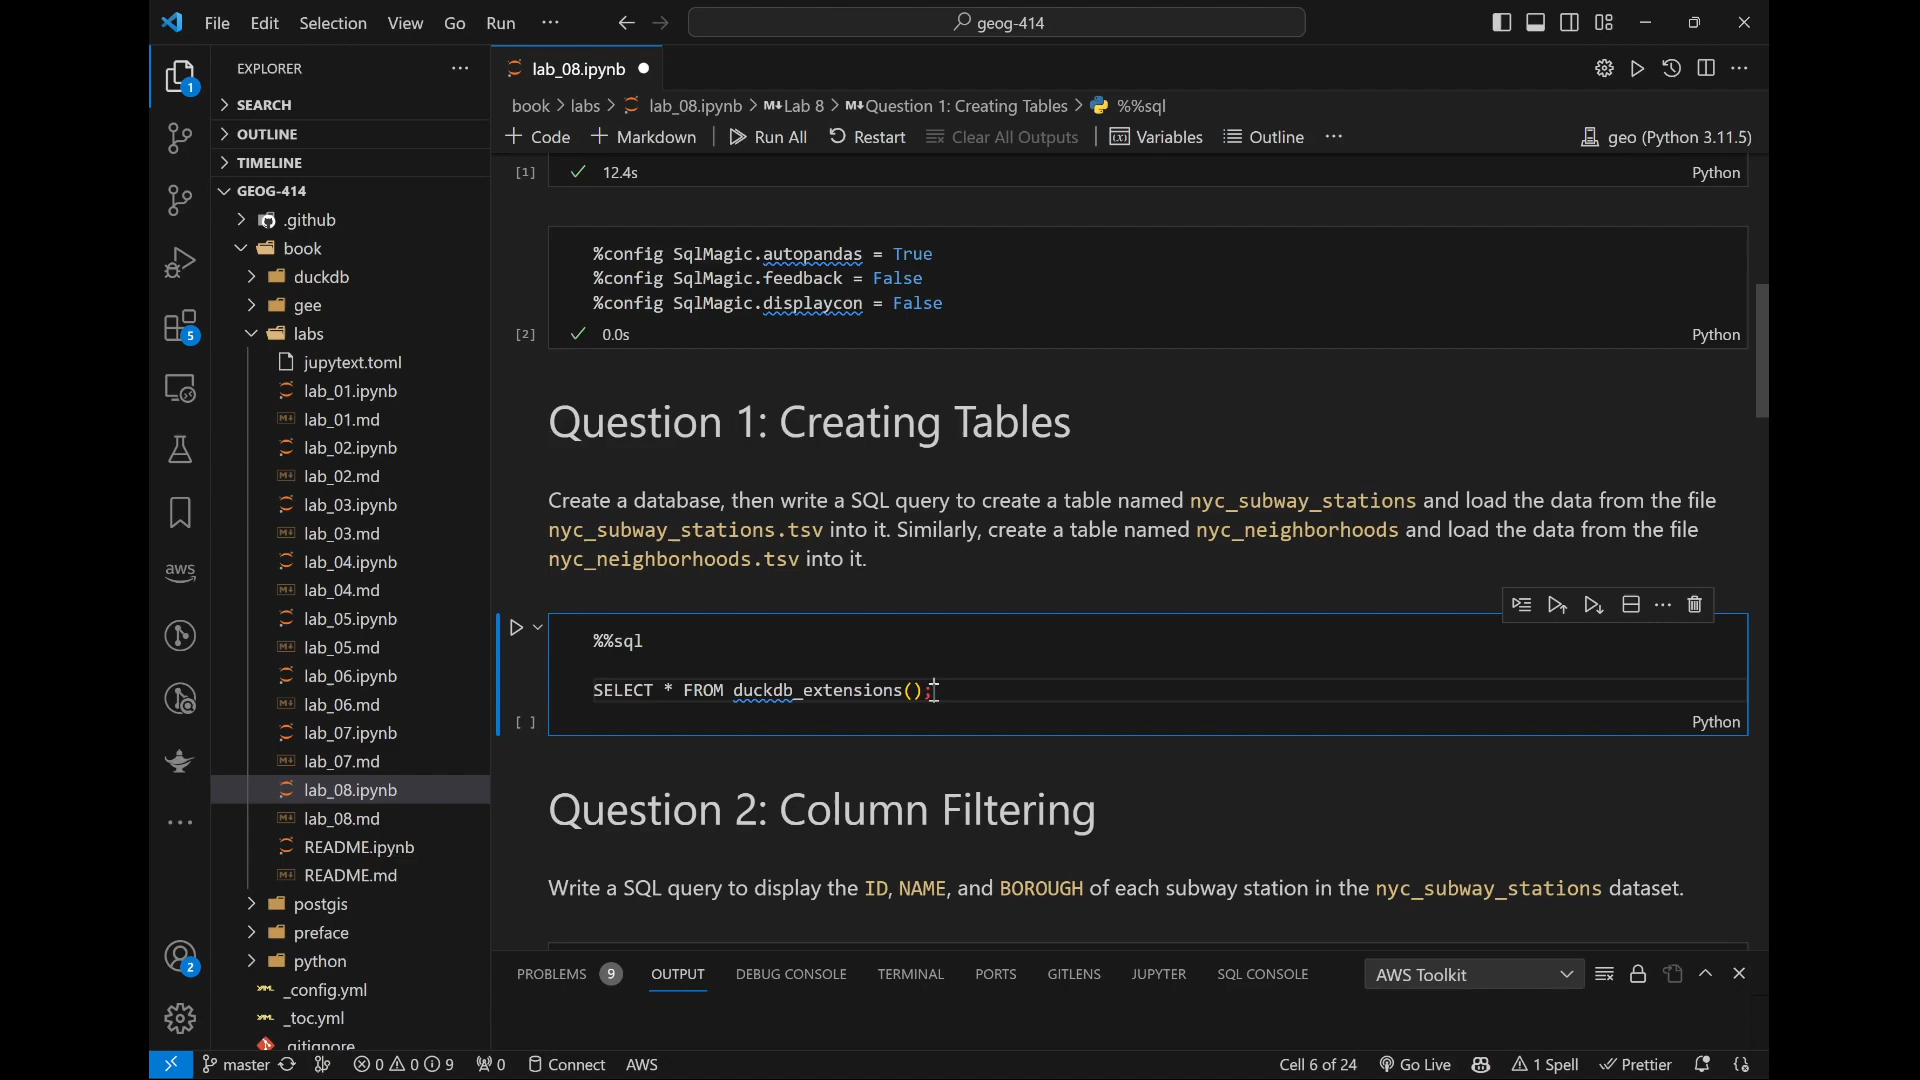 File Edit Selection View Go Run ··· geog-414
EXPLORER ···
SEARCH
OUTLINE
TIMELINE
GEOG-414
.github
book
duckdb
gee
labs
jupytext.toml
lab_01.ipynb
lab_01.md
lab_02.ipynb
lab_02.md
lab_03.ipynb
lab_03.md
lab_04.ipynb
lab_04.md
lab_05.ipynb
lab_05.md
lab_06.ipynb
lab_06.md
lab_07.ipynb
lab_07.md
lab_08.ipynb
lab_08.md
README.ipynb
README.md
postgis
preface
python
_config.yml
_toc.yml
.gitignore
1
5
aws
2
lab_08.ipynb
book > labs > lab_08.ipynb > M↓Lab 8 > M↓Question 1: Creating Tables > %%sql
+ Code + Markdown Run All Restart Clear All Outputs Variables Outline ··· geo (Python 3.11.5)
[1] 12.4s Python
%config SqlMagic.autopandas = True
%config SqlMagic.feedback = False
%config SqlMagic.displaycon = False
[2] 0.0s Python
Question 1: Creating Tables
Create a database, then write a SQL query to create a table named nyc_subway_stations and load the data from the file
nyc_subway_stations.tsv into it. Similarly, create a table named nyc_neighborhoods and load the data from the file
nyc_neighborhoods.tsv into it.
%%sql
SELECT * FROM duckdb_extensions();
[ ] Python
Question 2: Column Filtering
Write a SQL query to display the ID, NAME, and BOROUGH of each subway station in the nyc_subway_stations dataset.
PROBLEMS 9 OUTPUT DEBUG CONSOLE TERMINAL PORTS GITLENS JUPYTER SQL CONSOLE AWS Toolkit
master 0 0 9 0 Connect AWS Cell 6 of 24 Go Live 1 Spell Prettier